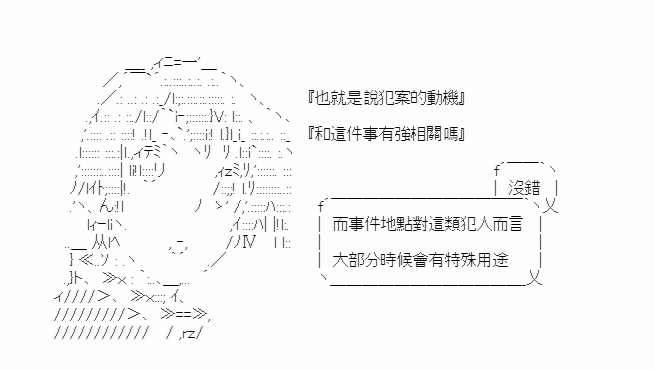 『也就是說犯案的動機』
『和這件事有強相關嗎』
沒錯
而事件地點對這類犯人而言
大部分時候會有特殊用途